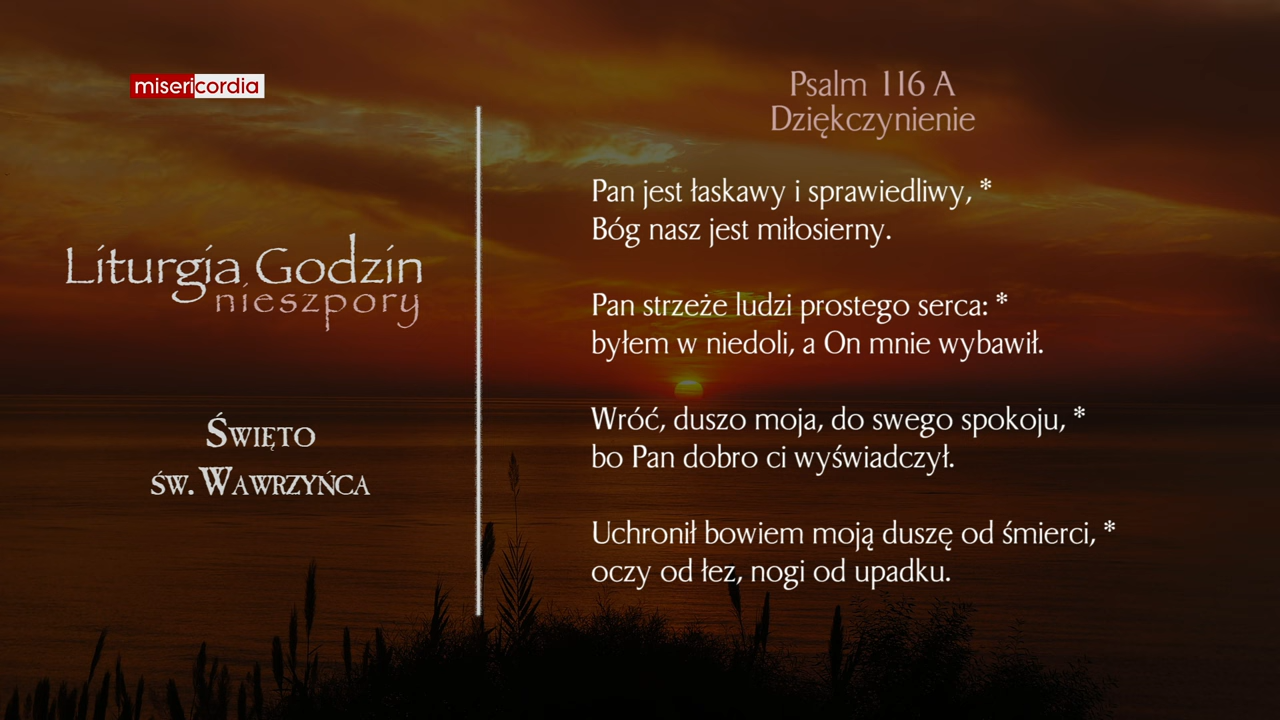 misericordia
Liturgia Godzin
nieszpory
Święto
św. Wawrzyńca
Psalm 116 A
Dziękczynienie
Pan jest łaskawy i sprawiedliwy, *
Bóg nasz jest miłosierny.
Pan strzeże ludzi prostego serca: *
byłem w niedoli, a On mnie wybawił.
Wróć, duszo moja, do swego spokoju, *
bo Pan dobro ci wyświadczył.
Uchronił bowiem moją duszę od śmierci, *
oczy od łez, nogi od upadku.